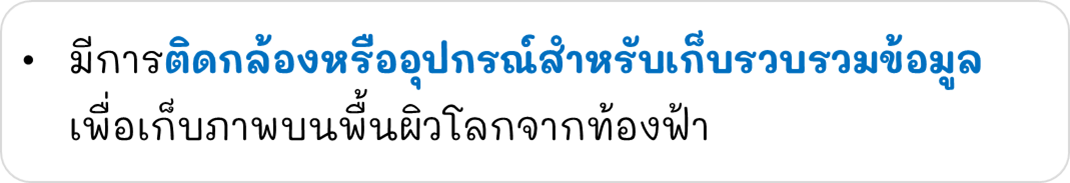 • มีการติดกล้องหรืออุปกรณ์สำหรับเก็บรวบรวมข้อมูล
เพื่อเก็บภาพบนพื้นผิวโลกจากท้องฟ้า